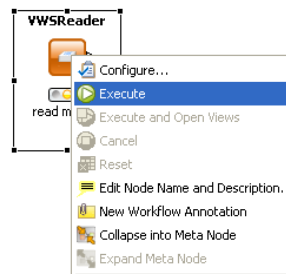 VWSReader
Configure...
Execute
read m
Execute and Open Views
Cancel
Reset
Edit Node Name and Description.
New Workflow Annotation
Collapse into Meta Node
Expand Meta Node